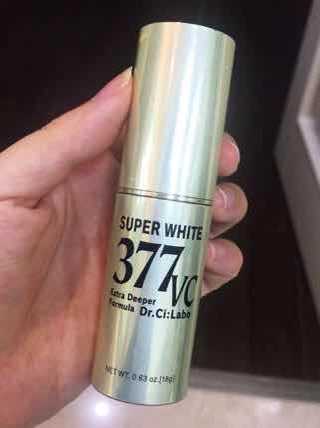 SUPER WHITE
377VC
Extra Deeper
Formula Dr.Ci:Labo
NET WT. 0.63 oz.[18g]